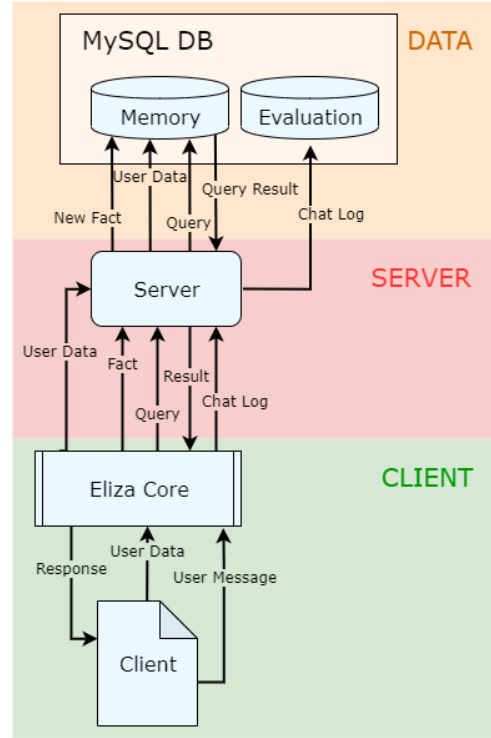 MySQL DB
DATA
Memory
Evaluation
User Data
Query Result
New Fact
Query
Chat Log
SERVER
Server
User Data
Fact
Result
Query
Chat Log
CLIENT
Eliza Core
User Data
Response
User Message
Client